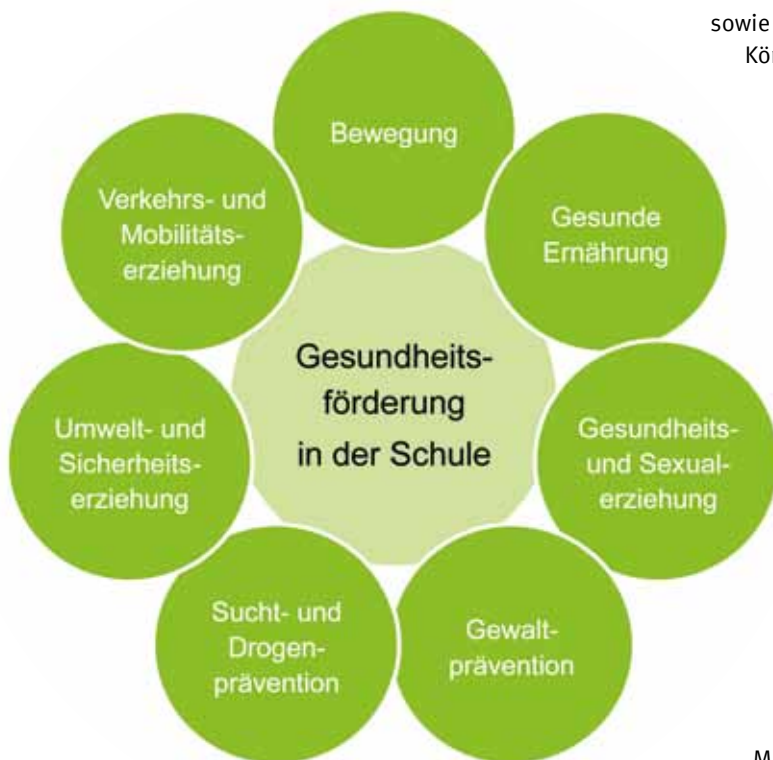 sowie
Bewegung
Gesunde
Ernährung
Gesundheits-
und Sexual-
erziehung
Gewalt-
prävention
Sucht- und
Drogen-
prävention
Umwelt- und
Sicherheits-
erziehung
Verkehrs- und
Mobilitäts-
erziehung
Gesundheits-
förderung
in der Schule